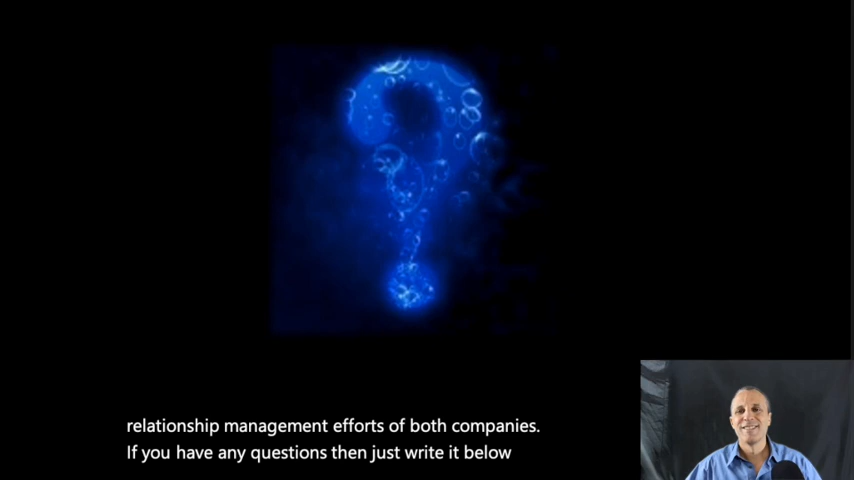 relationship management efforts of both companies.
If you have any questions then just write it below